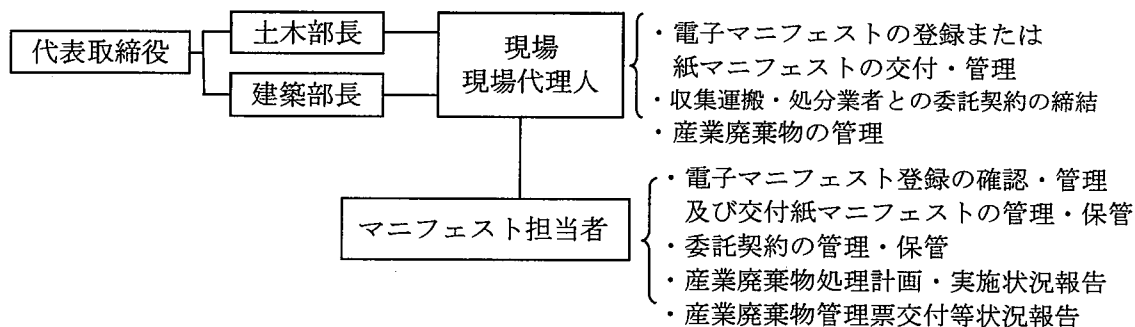 代表取締役
土木部長
建築部長
現場
現場代理人
・電子マニフェストの登録または
紙マニフェストの交付・管理
・収集運搬・処分業者との委託契約の締結
・産業廃棄物の管理
マニフェスト担当者
・電子マニフェスト登録の確認・管理
及び交付紙マニフェストの管理・保管
・委託契約の管理・保管
・産業廃棄物処理計画・実施状況報告
・産業廃棄物管理票交付等状況報告